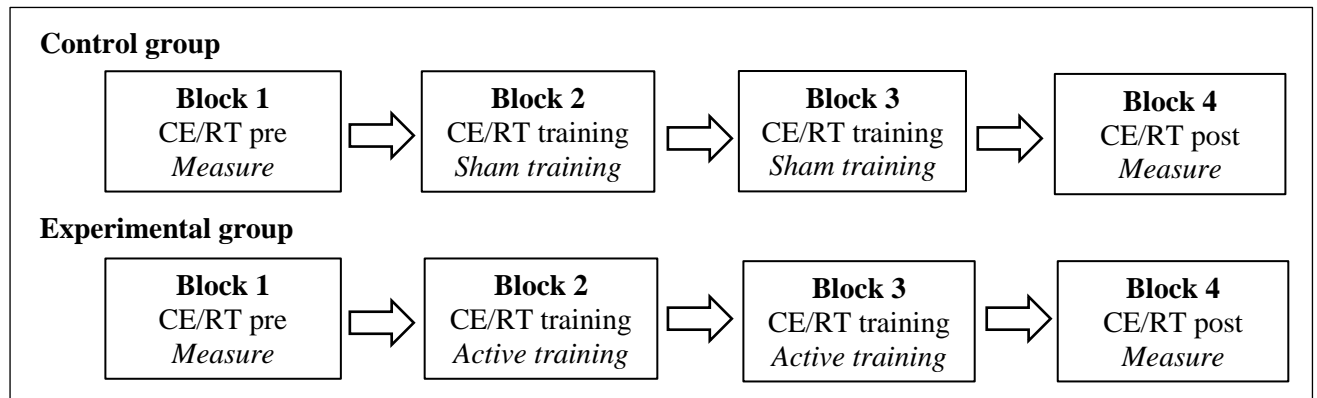 Control group
Block 1
CE/RT pre
Measure
Block 2
CE/RT training
Sham training
Block 3
CE/RT training
Sham training
Block 4
CE/RT post
Measure
Experimental group
Block 1
CE/RT pre
Measure
Block 2
CE/RT training
Active training
Block 3
CE/RT training
Active training
Block 4
CE/RT post
Measure